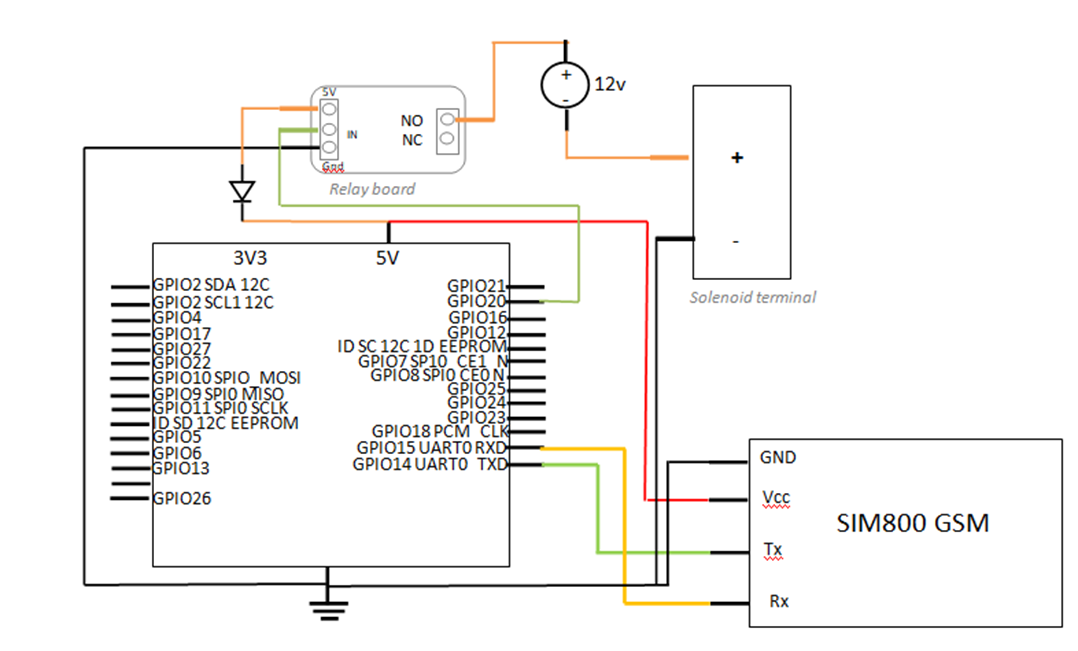 5V
IN
Gnd
NO
NC
Relay board
+
-
12v
+
-
Solenoid terminal
3V3
5V
GPIO2 SDA 12C
GPIO2 SCL1 12C
GPIO4
GPIO17
GPIO27
GPIO22
GPIO10 SPIO_MOSI
GPIO9 SPI0 MISO
GPIO11 SPI0 SCLK
ID SD 12C EEPROM
GPIO5
GPIO6
GPIO13
GPIO26
GPIO21
GPIO20
GPIO16
GPIO12
ID SC 12C 1D EEPROM
GPIO7 SP10_CE1_N
GPIO8 SPI0 CE0 N
GPIO25
GPIO24
GPIO23
GPIO18 PCM_CLK
GPIO15 UART0 RXD
GPIO14 UART0 TXD
GND
Vcc
Tx
Rx
SIM800 GSM